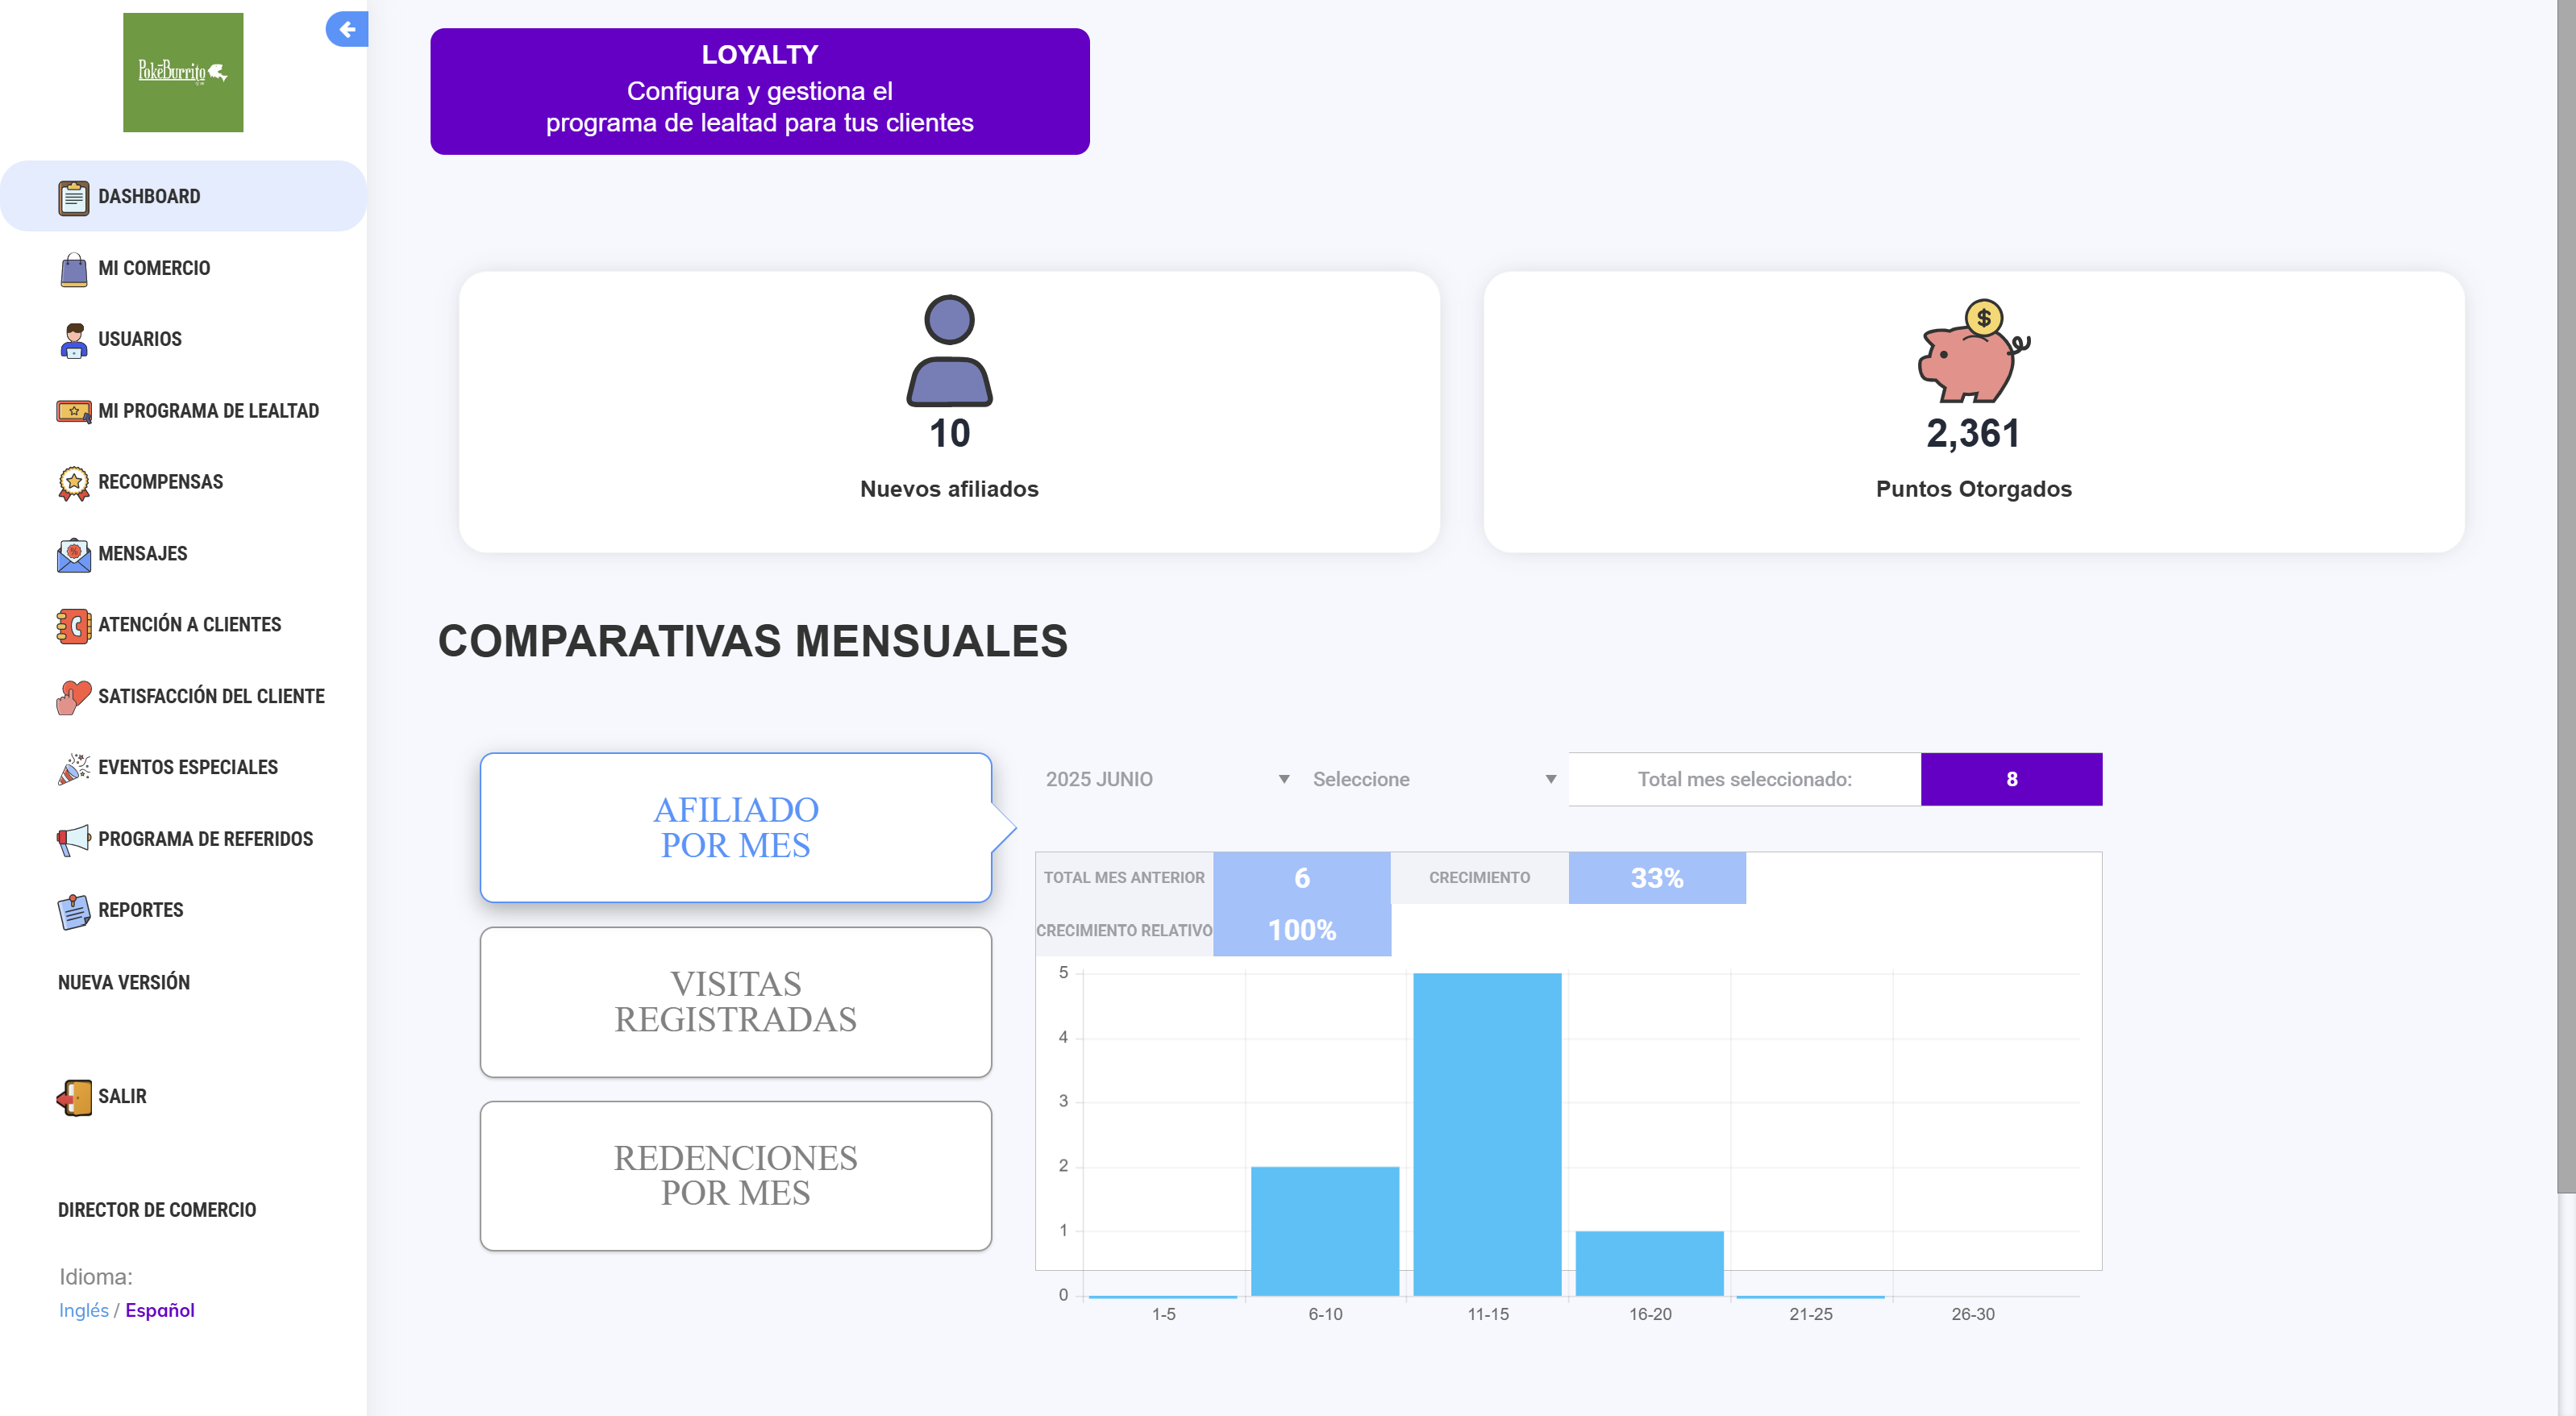 PokēBurrito
DASHBOARD
MI COMERCIO
USUARIOS
MI PROGRAMA DE LEALTAD
RECOMPENSAS
MENSAJES
ATENCIÓN A CLIENTES
SATISFACCIÓN DEL CLIENTE
EVENTOS ESPECIALES
PROGRAMA DE REFERIDOS
REPORTES
NUEVA VERSIÓN
SALIR
DIRECTOR DE COMERCIO
Idioma:
Inglés / Español
LOYALTY
Configura y gestiona el
programa de lealtad para tus clientes
$
10
Nuevos afiliados
2,361
Puntos Otorgados
COMPARATIVAS MENSUALES
AFILIADO
POR MES
VISITAS
REGISTRADAS
REDENCIONES
POR MES
2025 JUNIO
Seleccione
Total mes seleccionado:
8
TOTAL MES ANTERIOR
6
CRECIMIENTO
33%
CRECIMIENTO RELATIVO
100%
5
4
3
2
1
0
1-5
6-10
11-15
16-20
21-25
26-30